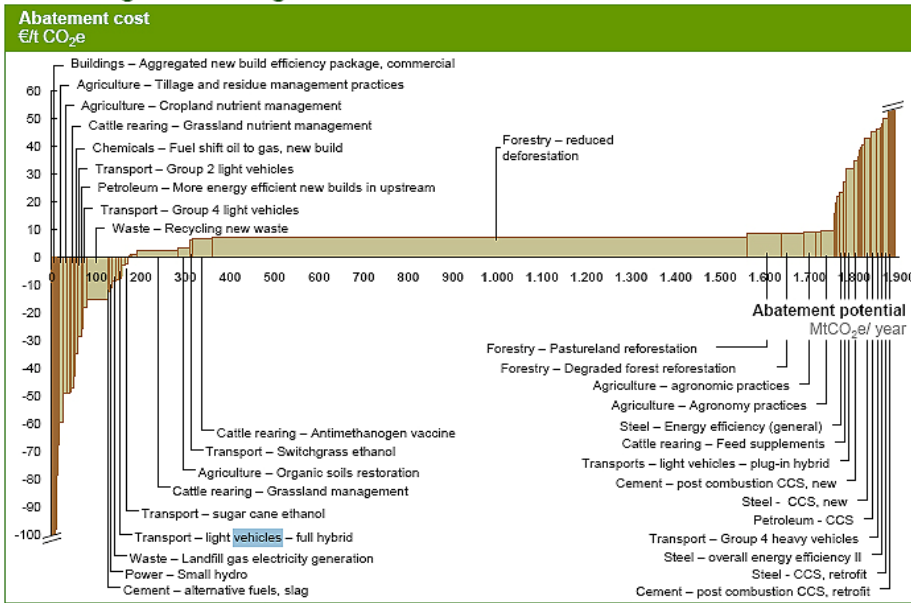 Abatement cost
€/t CO₂e
Buildings – Aggregated new build efficiency package, commercial
60
Agriculture – Tillage and residue management practices
50
Agriculture – Cropland nutrient management
Cattle rearing – Grassland nutrient management
40
Chemicals – Fuel shift oil to gas, new build
Forestry – reduced
deforestation
30
Transport – Group 2 light vehicles
Petroleum – More energy efficient new builds in upstream
20
Transport – Group 4 light vehicles
10
Waste – Recycling new waste
0
0 100 200 300 400 500 600 700 800 900 1.000 1.100 1.200 1.300 1.400 1.500 1.600 1.700 1.800 1.900
-10
Abatement potential
MtCO₂e/ year
-20
-30
Forestry – Pastureland reforestation
-40
Forestry – Degraded forest reforestation
Agriculture – agronomic practices
-50
Agriculture – Agronomy practices
-60
Steel – Energy efficiency (general)
Cattle rearing – Antimethanogen vaccine
Cattle rearing – Feed supplements
-70
Transport – Switchgrass ethanol
Transports – light vehicles – plug-in hybrid
Agriculture – Organic soils restoration
-80
Cement – post combustion CCS, new
Cattle rearing – Grassland management
Steel - CCS, new
-90
Transport – sugar cane ethanol
Petroleum - CCS
-100
Transport – light vehicles – full hybrid
Transport – Group 4 heavy vehicles
Waste – Landfill gas electricity generation
Steel – overall energy efficiency II
Power – Small hydro
Steel - CCS, retrofit
Cement – alternative fuels, slag
Cement – post combustion CCS, retrofit